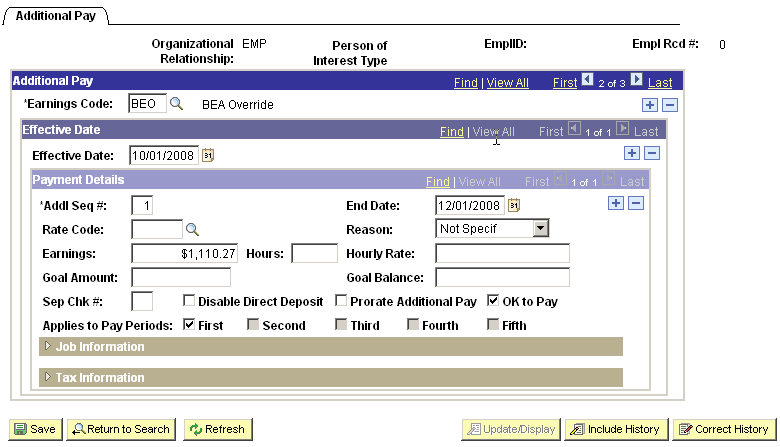 Additional Pay
Organizational Relationship: EMP Person of Interest Type EmplID: Empl Rcd #: 0
Additional Pay Find | View All First 2 of 3 Last
*Earnings Code: BEO BEA Override
Effective Date Find | View All First 1 of 1 Last
Effective Date: 10/01/2008
Payment Details Find | View All First 1 of 1 Last
*Addl Seq #: 1 End Date: 12/01/2008
Rate Code: Reason: Not Specif
Earnings: $1,110.27 Hours: Hourly Rate:
Goal Amount: Goal Balance:
Sep Chk #: Disable Direct Deposit Prorate Additional Pay OK to Pay
Applies to Pay Periods: First Second Third Fourth Fifth
Job Information
Tax Information
Save Return to Search Refresh Update/Display Include History Correct History